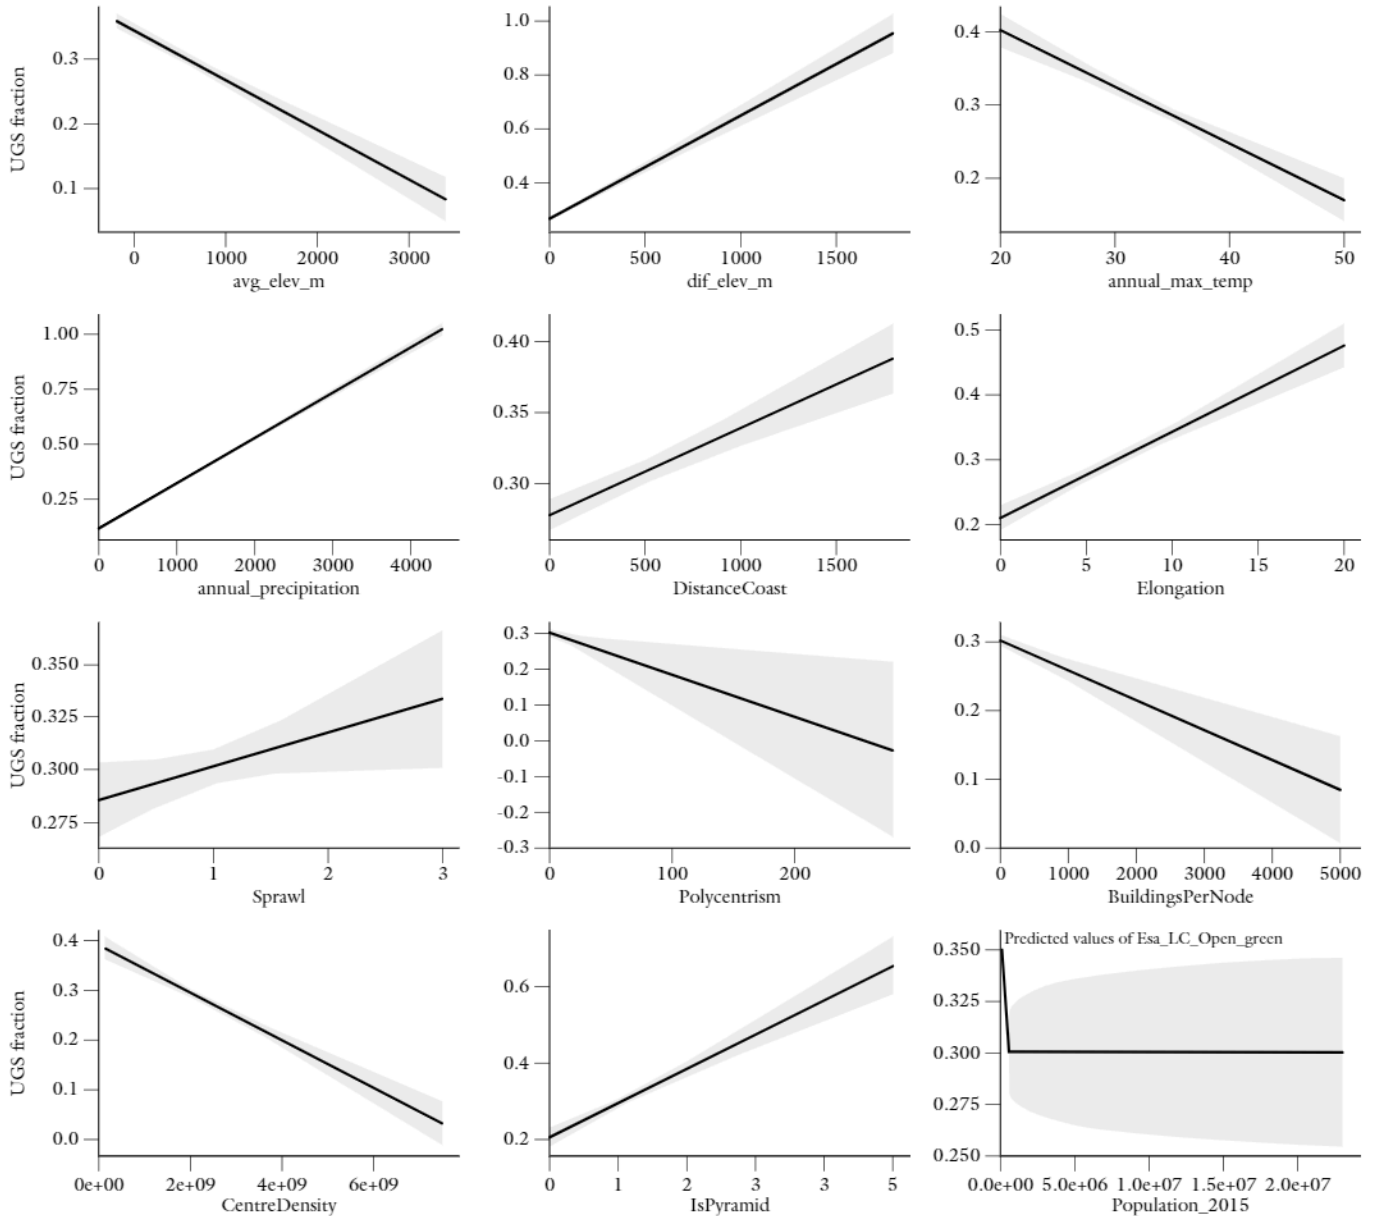 UGS fraction
0.3
0.2
0.1
0 1000 2000 3000
avg_elev_m
1.0
0.8
0.6
0.4
0 500 1000 1500
dif_elev_m
0.4
0.3
0.2
20 30 40 50
annual_max_temp
UGS fraction
1.00
0.75
0.50
0.25
0 1000 2000 3000 4000
annual_precipitation
0.40
0.35
0.30
0 500 1000 1500
DistanceCoast
0.5
0.4
0.3
0.2
0 5 10 15 20
Elongation
UGS fraction
0.350
0.325
0.300
0.275
0 1 2 3
Sprawl
0.3
0.2
0.1
0.0
-0.1
-0.2
-0.3
0 100 200
Polycentrism
0.3
0.2
0.1
0.0
0 1000 2000 3000 4000 5000
BuildingsPerNode
UGS fraction
0.4
0.3
0.2
0.1
0.0
0e+00 2e+09 4e+09 6e+09
CentreDensity
0.6
0.4
0.2
0 1 2 3 3 5
IsPyramid
Predicted values of Esa_LC_Open_green
0.350
0.325
0.300
0.275
0.250
0.0e+00 5.0e+06 1.0e+07 1.5e+07 2.0e+07
Population_2015